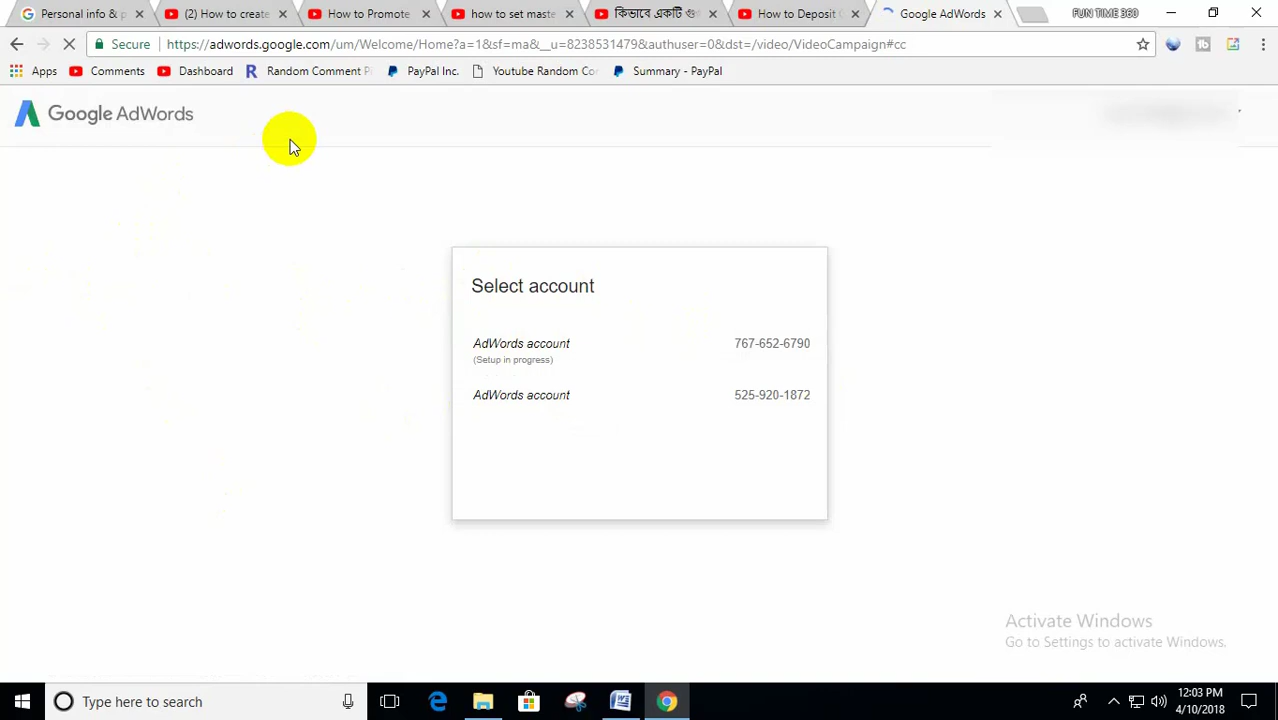 Personal info & p
(2) How to create
How to Promote
how to set maste
কিভাবে একটি গু
How to Deposit (
Google AdWords
FUN TIME 360
Secure https://adwords.google.com/um/Welcome/Home?a=1&sf=ma&__u=8238531479&authuser=0&dst=/video/VideoCampaign#cc
Apps Comments Dashboard Random Comment P PayPal Inc. Youtube Random Co Summary - PayPal
Google AdWords
Select account
AdWords account 767-652-6790
(Setup in progress)
AdWords account 525-920-1872
Activate Windows
Go to Settings to activate Windows.
Type here to search
12:03 PM
4/10/2018